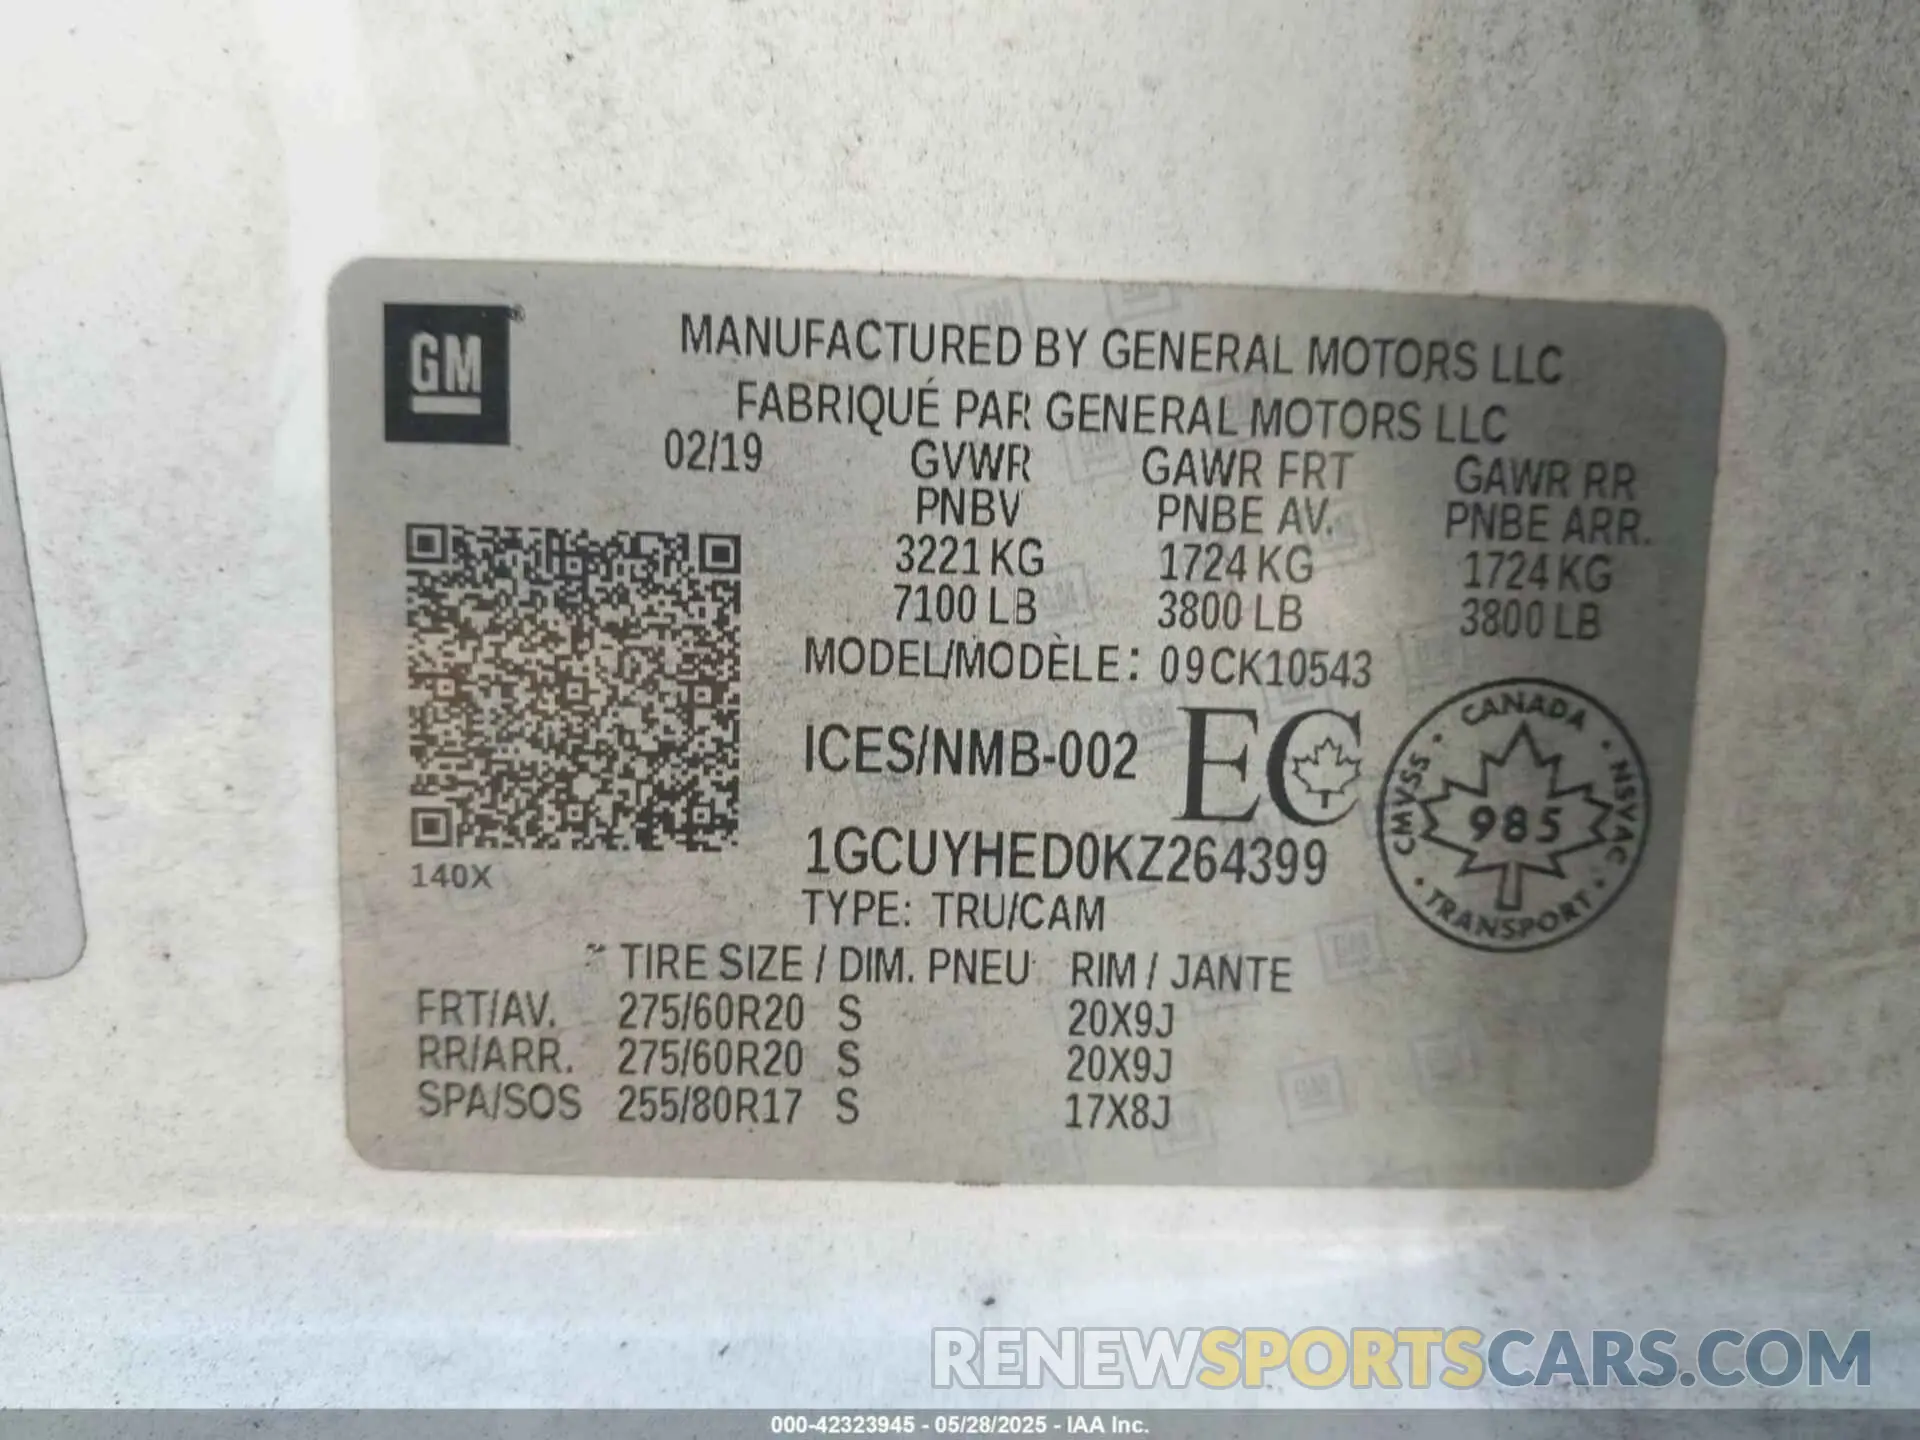 GM
MANUFACTURED BY GENERAL MOTORS LLC
FABRIQUÉ PAR GENERAL MOTORS LLC
02/19 GVWR GAWR FRT GAWR RR
PNBV PNBE AV. PNBE ARR.
3221 KG 1724 KG 1724 KG
7100 LB 3800 LB 3800 LB
MODEL/MODÈLE: 09CK10543
ICES/NMB-002 EC
CANADA
CMVSS 985 NSVAC
TRANSPORT
1GCUYHED0KZ264399
140X
TYPE: TRU/CAM
TIRE SIZE / DIM. PNEU RIM / JANTE
FRT/AV. 275/60R20 S 20X9J
RR/ARR. 275/60R20 S 20X9J
SPA/SOS 255/80R17 S 17X8J
RENEWSPORTSCARS.COM
000-42323945 - 05/28/2025 - IAA Inc.